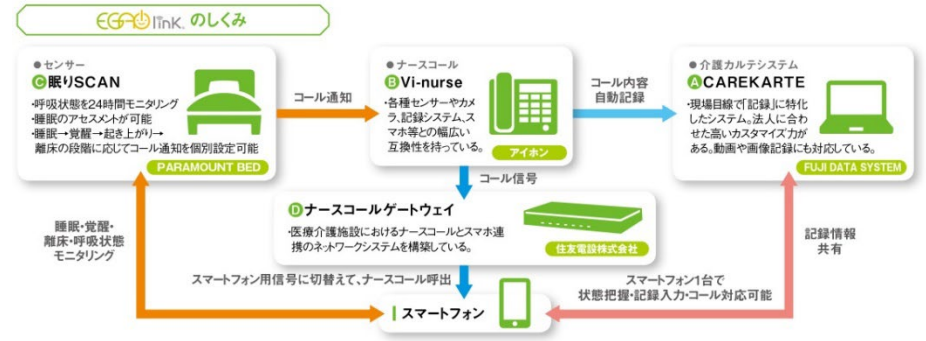 EGAO link のしくみ
●センサー
C眠りSCAN
・呼吸状態を24時間モニタリング
・睡眠のアセスメントが可能
・睡眠→覚醒→起き上がり→
離床の段階に応じてコール通知を個別設定可能
PARAMOUNT BED
コール通知
●ナースコール
BVi-nurse
・各種センサーやカメ
ラ、記録システム、ス
マホ等との幅広い
互換性を持っている。
アイホン
コール内容
自動記録
●介護カルテシステム
ACAREKARTE
・現場目線で「記録」に特化
したシステム。法人に合わ
せた高いカスタマイズ力が
ある。動画や画像記録にも対応している。
FUJI DATA SYSTEM
コール信号
Dナースコールゲートウェイ
・医療介護施設におけるナースコールとスマホ連
携のネットワークシステムを構築している。
住友電設株式会社
睡眠・覚醒・
離床・呼吸状態
モニタリング
記録情報
共有
スマートフォン用信号に切替えて、ナースコール呼出
スマートフォン1台で
状態把握・記録入力・コール対応可能
スマートフォン